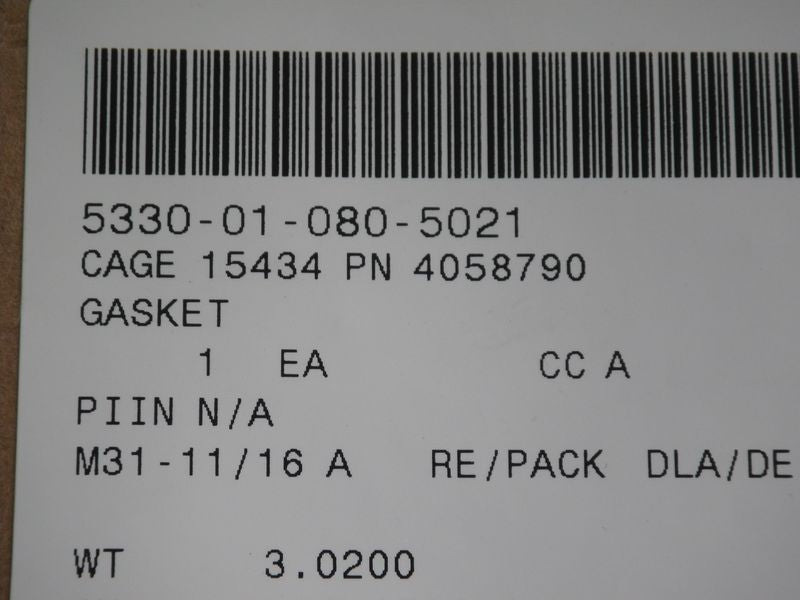 5330-01-080-5021
CAGE 15434 PN 4058790
GASKET
1 EA CC A
PIIN N/A
M31-11/16 A RE/PACK DLA/DE
WT 3.0200